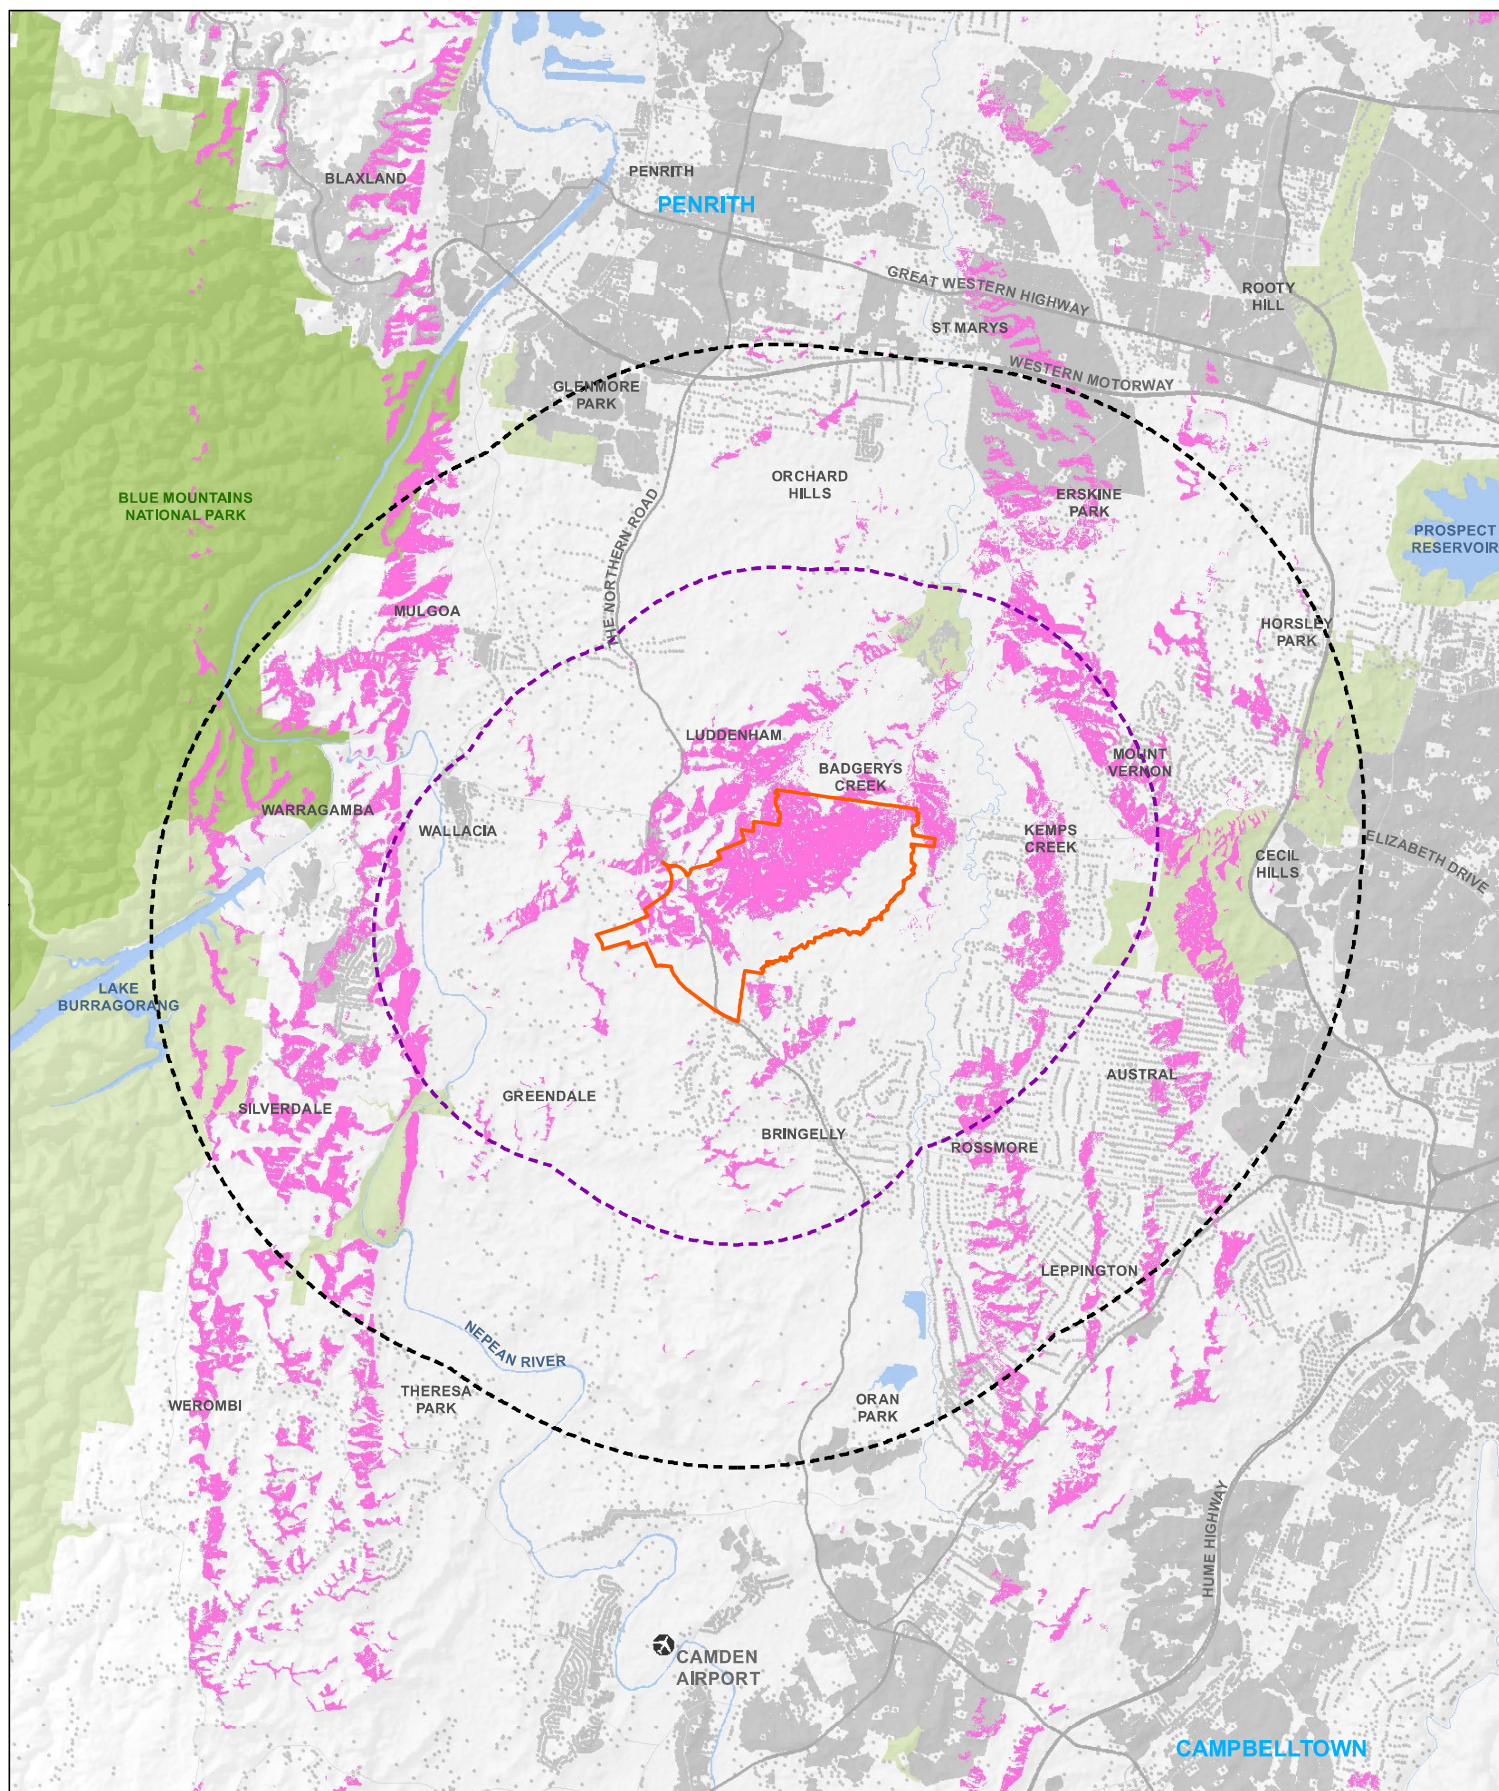 PENRITH
BLAXLAND
PENRITH
GREAT WESTERN HIGHWAY
ROOTY
HILL
ST MARYS
WESTERN MOTORWAY
GLENMORE
PARK
ORCHARD
HILLS
ERSKINE
PARK
BLUE MOUNTAINS
NATIONAL PARK
PROSPECT
RESERVOIR
THE NORTHERN ROAD
MULGOA
HORSLEY
PARK
LUDDENHAM
BADGERYS
CREEK
MOUNT
VERNON
WARRAGAMBA
WALLACIA
KEMPS
CREEK
CECIL
HILLS
ELIZABETH DRIVE
LAKE
BURRAGORANG
AUSTRAL
GREENDALE
SILVERDALE
BRINGELLY
ROSSMORE
LEPPINGTON
NEPEAN RIVER
THERESA
PARK
WEROMBI
ORAN
PARK
HUME HIGHWAY
CAMDEN
AIRPORT
CAMPBELLTOWN